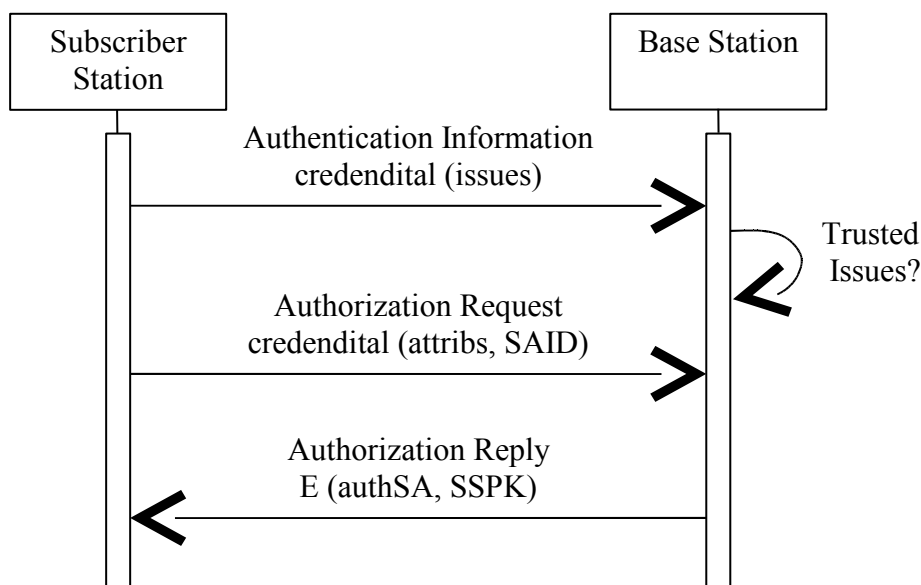 Subscriber
Station
Base Station
Authentication Information
credendital (issues)
Trusted
Issues?
Authorization Request
credendital (attribs, SAID)
Authorization Reply
E (authSA, SSPK)